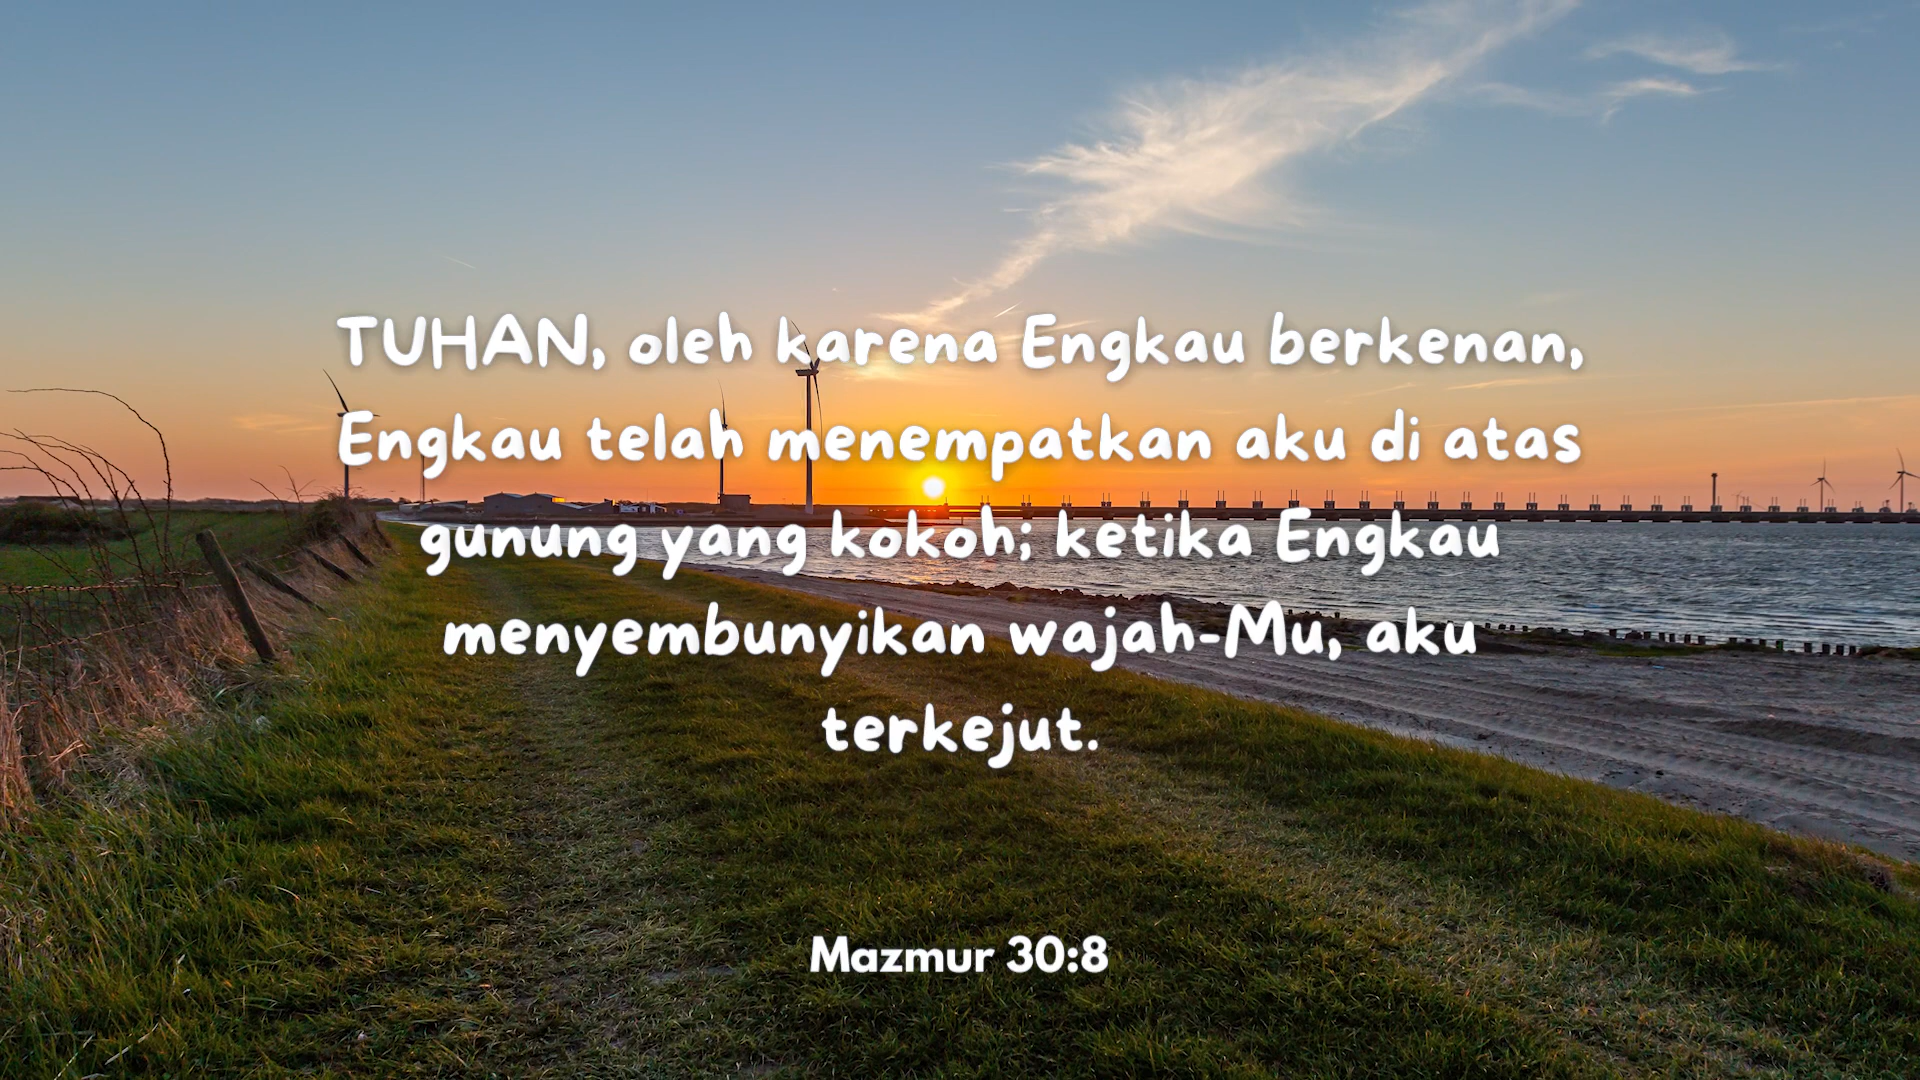 TUHAN, oleh karena Engkau berkenan,
Engkau telah menempatkan aku di atas
gunung yang kokoh; ketika Engkau
menyembunyikan wajah-Mu, aku
terkejut.
Mazmur 30:8